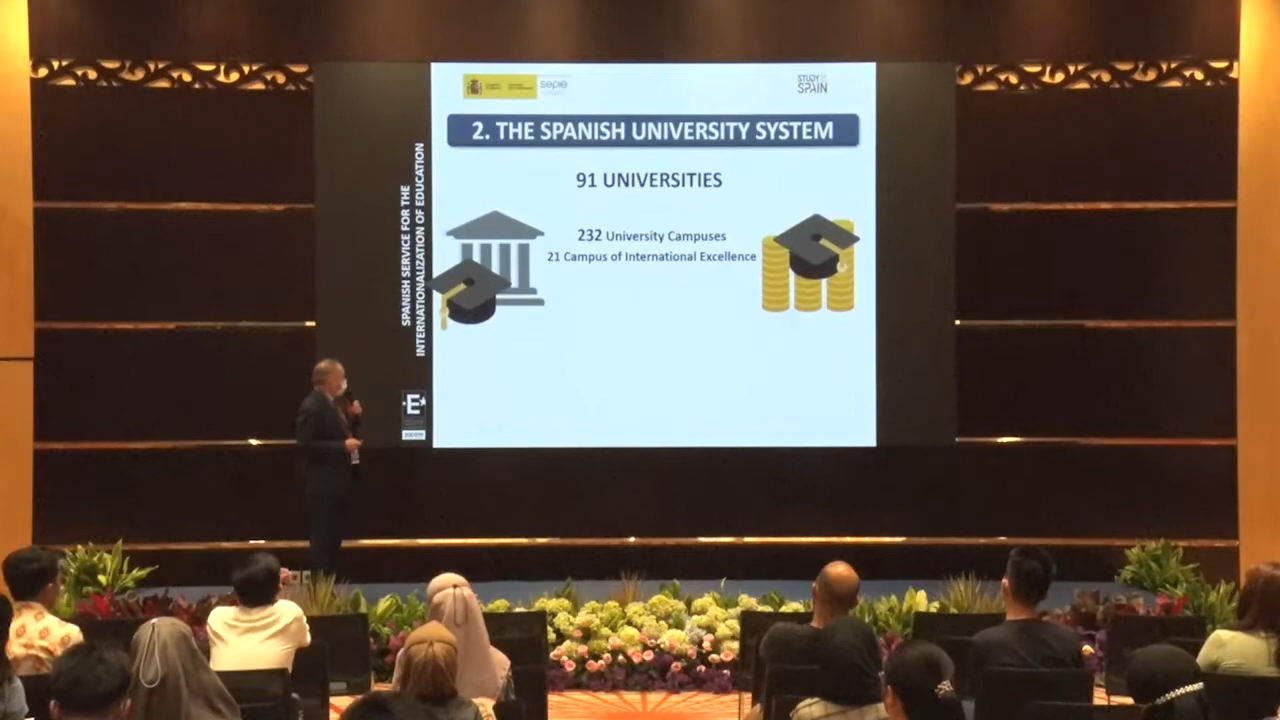 sepie
STUDY IN
SPAIN
2. THE SPANISH UNIVERSITY SYSTEM
91 UNIVERSITIES
232 University Campuses
21 Campus of International Excellence
SPANISH SERVICE FOR THE
INTERNATIONALIZATION OF EDUCATION
E